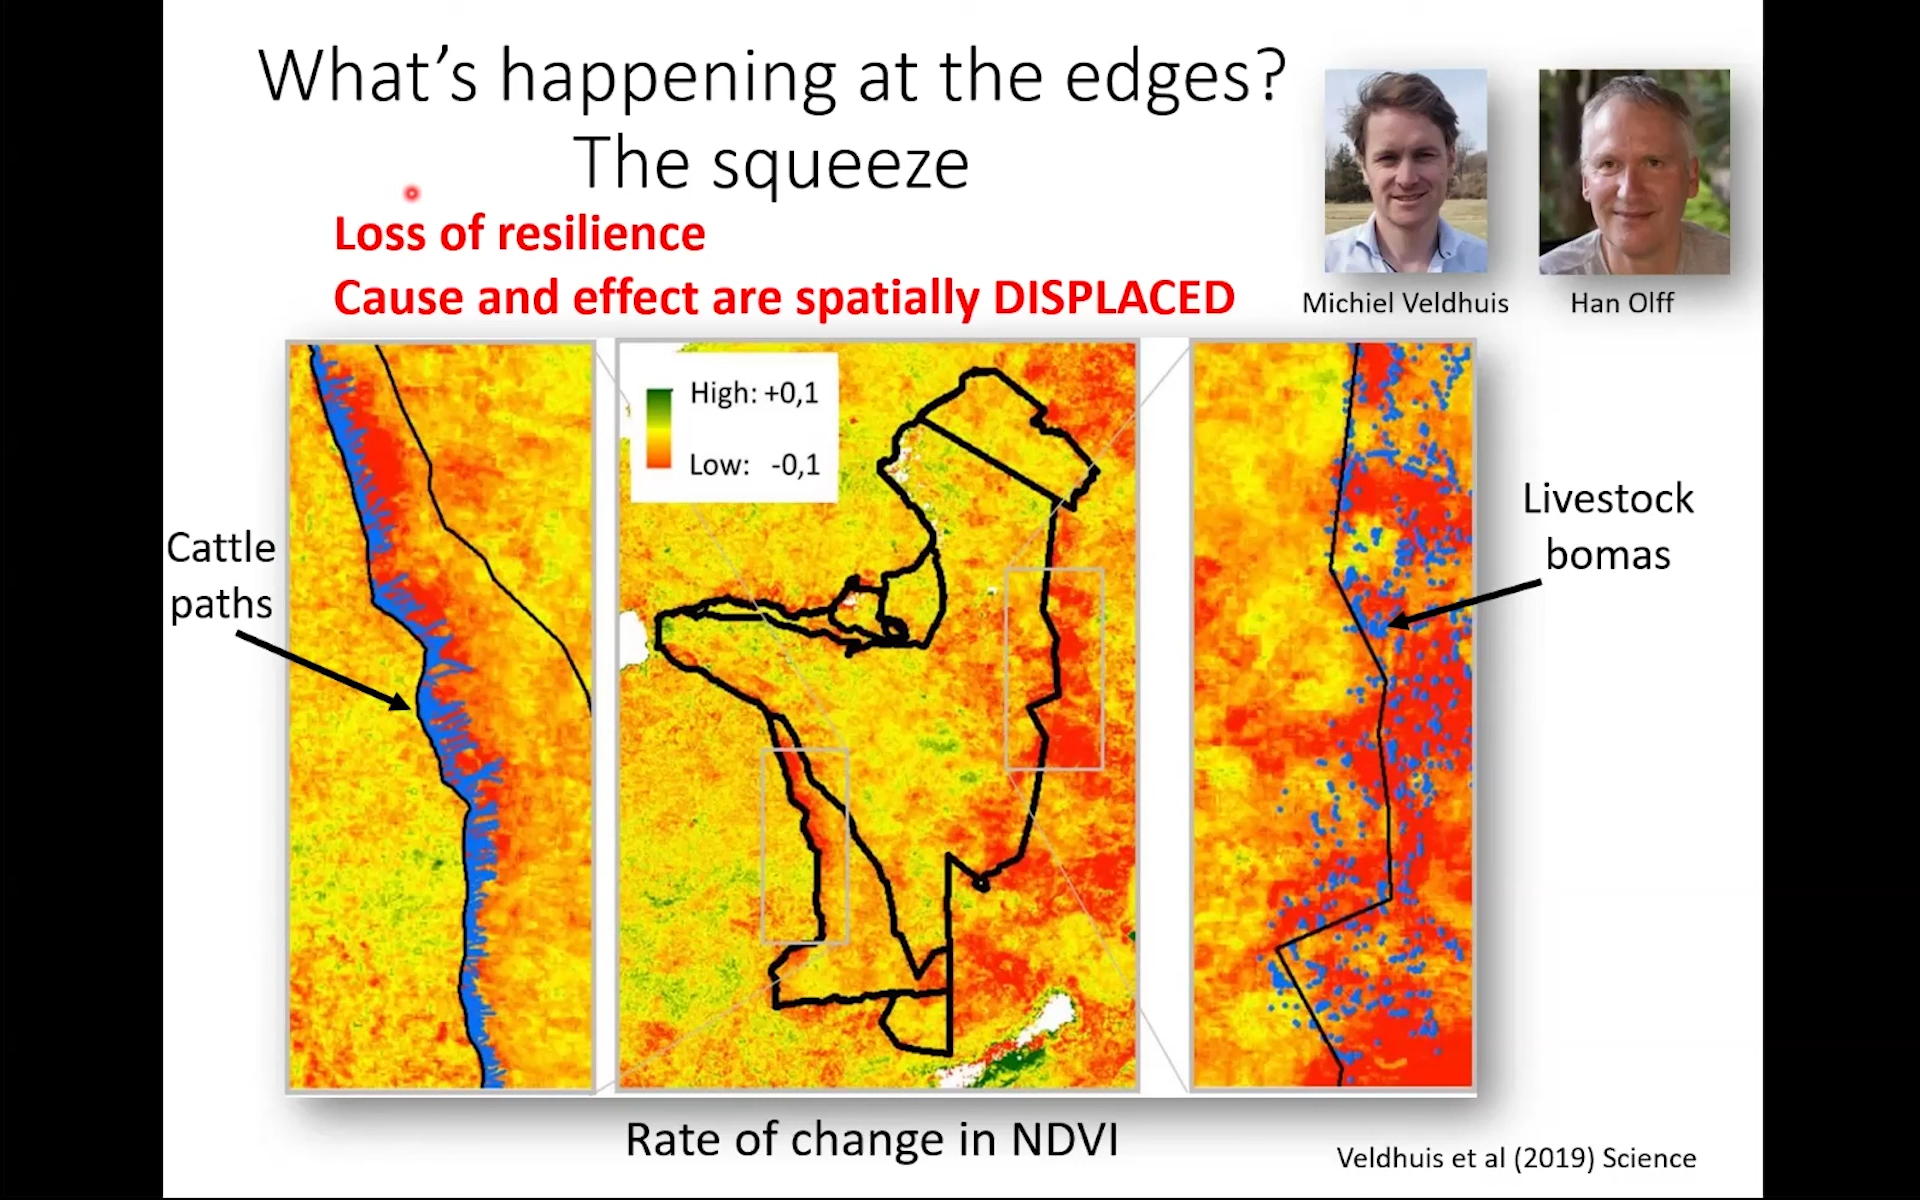 What’s happening at the edges?
The squeeze
Loss of resilience
Cause and effect are spatially DISPLACED
Michiel Veldhuis
Han Olff
High: +0,1
Low: -0,1
Cattle
paths
Livestock
bomas
Rate of change in NDVI
Veldhuis et al (2019) Science